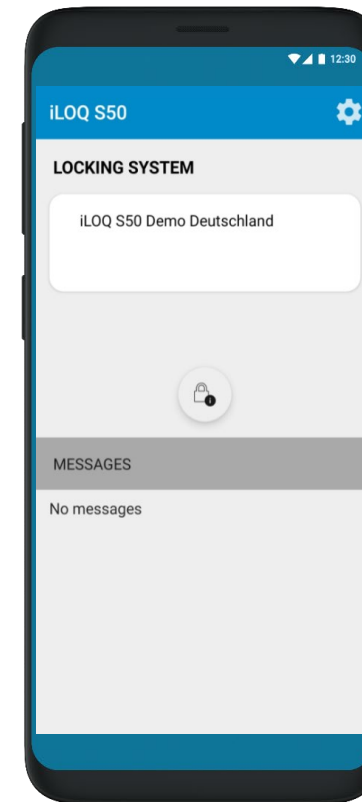 12:30
iLOQ S50
LOCKING SYSTEM
iLOQ S50 Demo Deutschland
MESSAGES
No messages